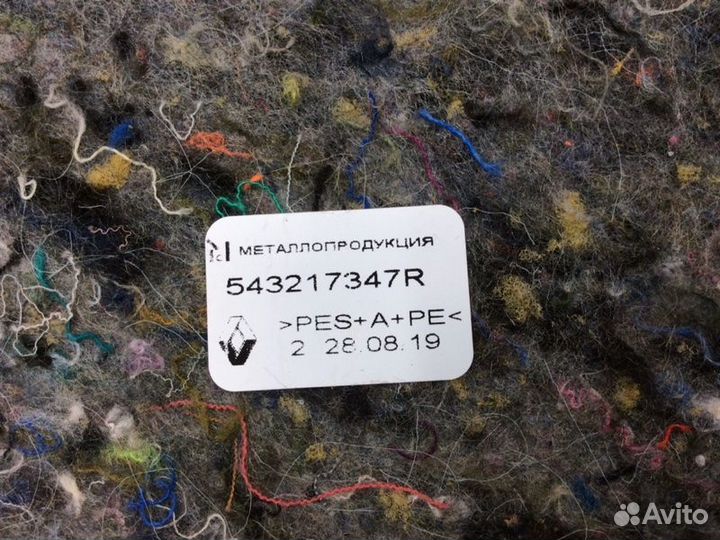 МЕТАЛЛОПРОДУКЦИЯ
543217347R
>PES+A+PE<
2 28.08.19
Avito